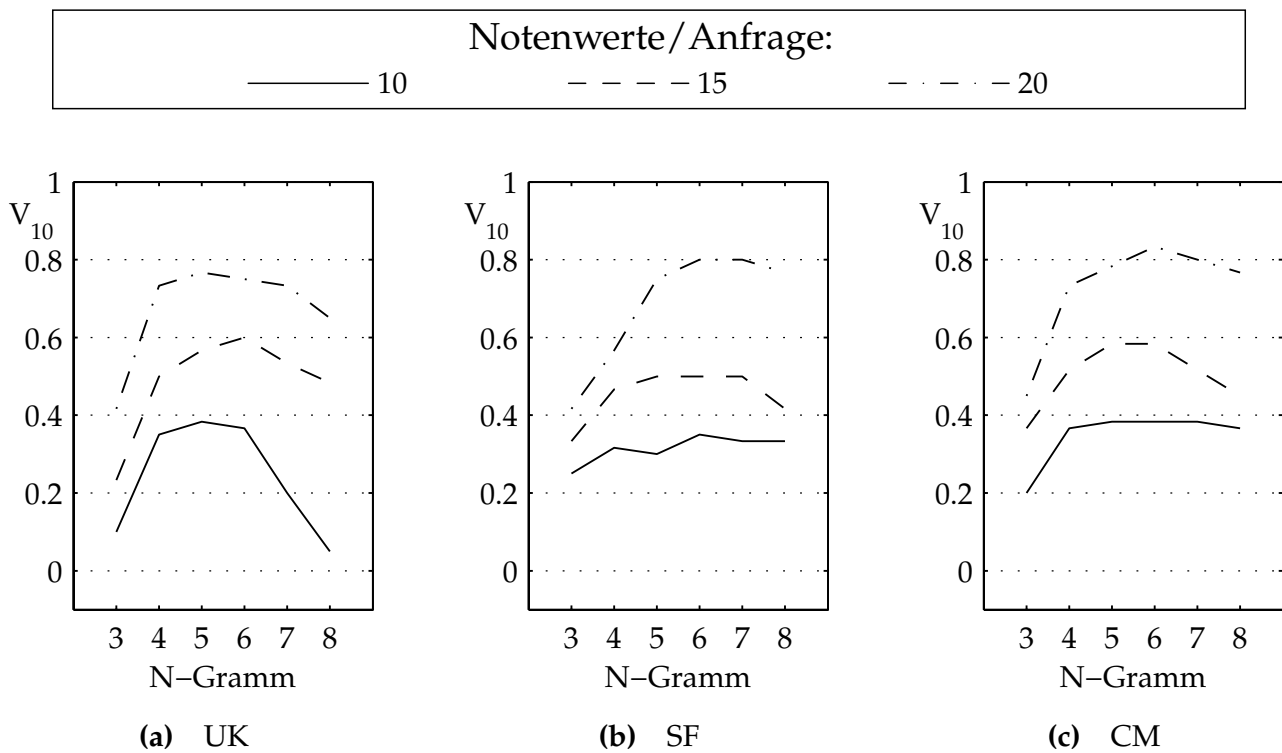 Notenwerte/Anfrage:
10 15 20
1 1 1
V10 V10 V10
0.8 0.8 0.8
0.6 0.6 0.6
0.4 0.4 0.4
0.2 0.2 0.2
0 0 0
3 4 5 6 7 8 3 4 5 6 7 8 3 4 5 6 7 8
N−Gramm N−Gramm N−Gramm
(a) UK (b) SF (c) CM